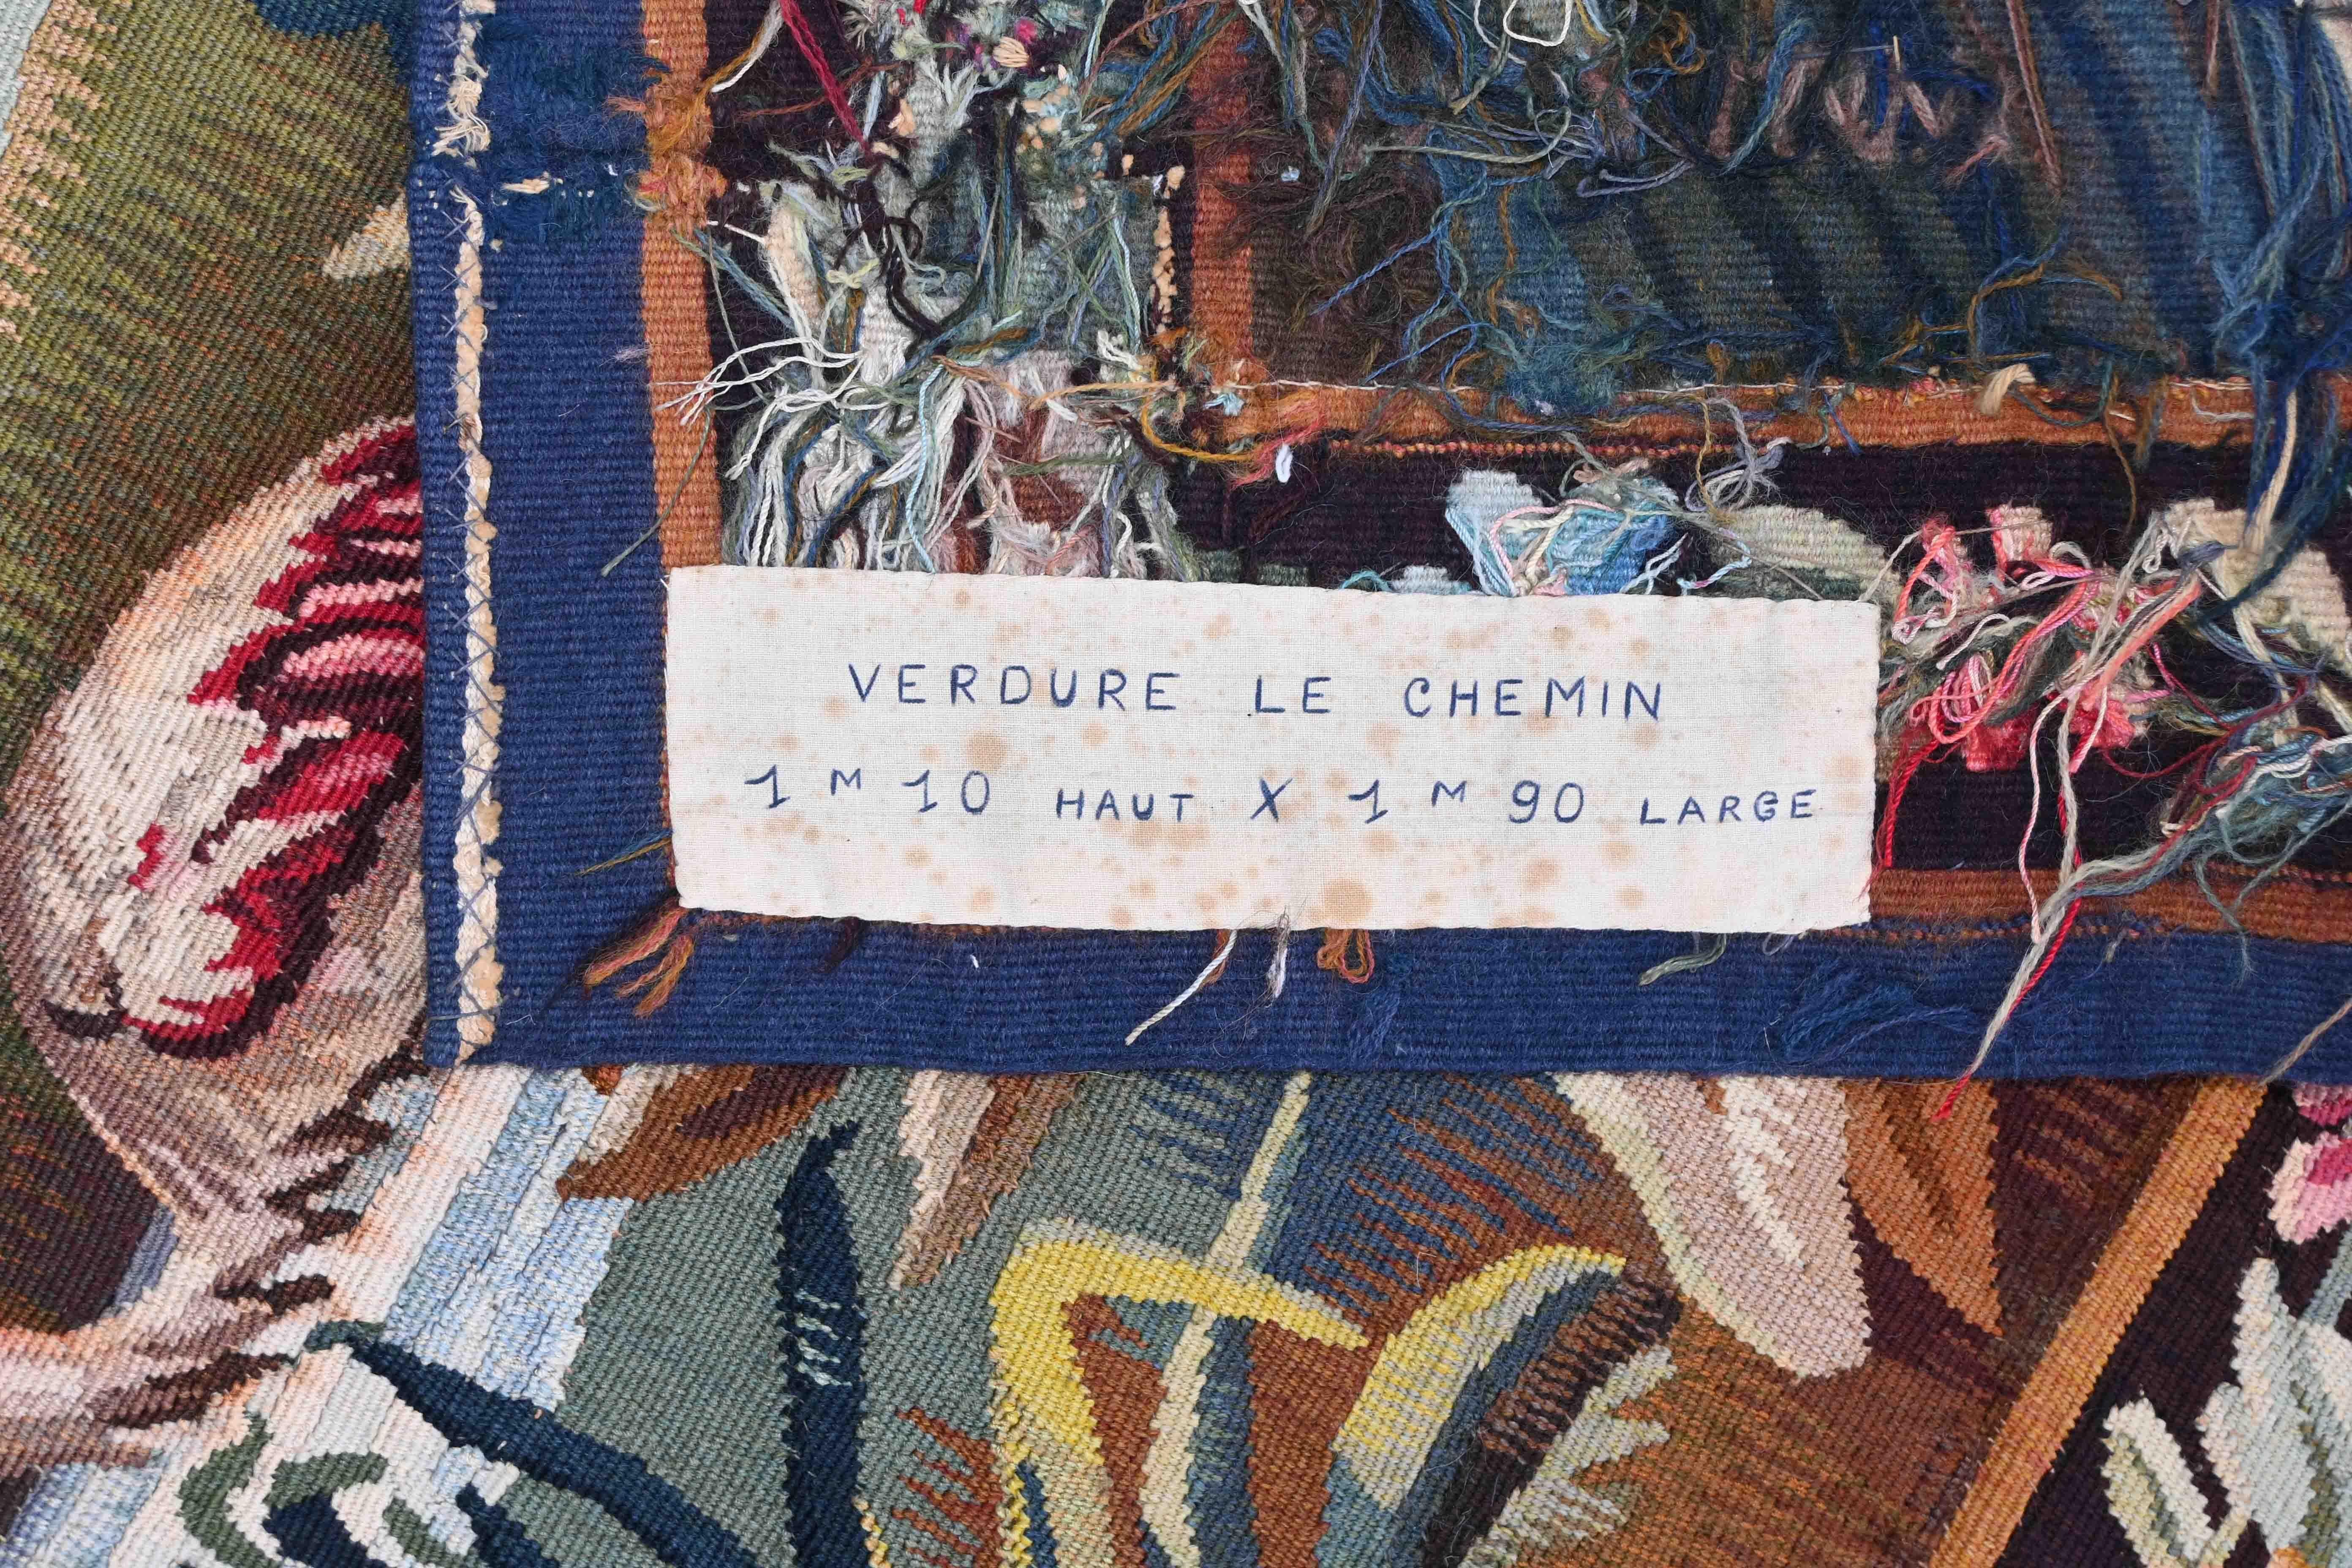 VERDURE LE CHEMIN
1 M 10 HAUT X 1 M 90 LARGE